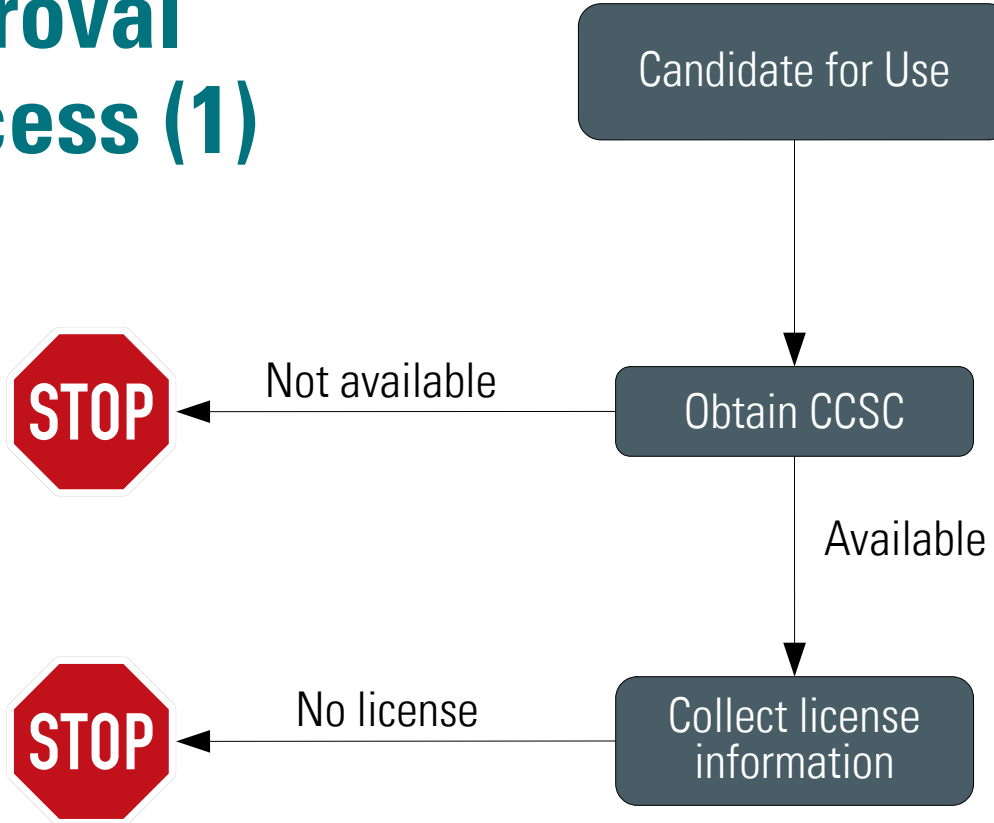 roval
cess (1)
Candidate for Use
STOP
Not available
Obtain CCSC
Available
STOP
No license
Collect license
information